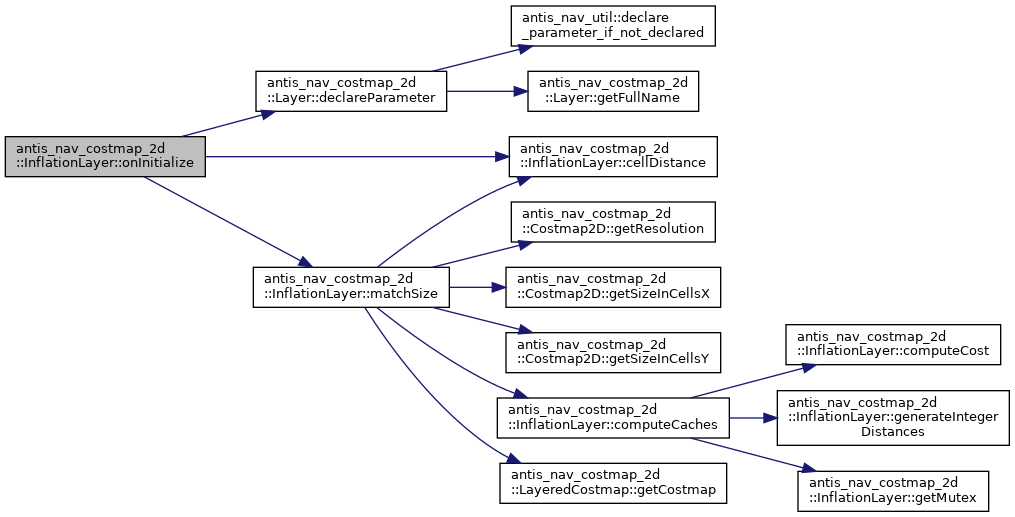 antis_nav_util::declare
_parameter_if_not_declared
antis_nav_costmap_2d
::Layer::declareParameter
antis_nav_costmap_2d
::Layer::getFullName
antis_nav_costmap_2d
::InflationLayer::onInitialize
antis_nav_costmap_2d
::InflationLayer::cellDistance
antis_nav_costmap_2d
::Costmap2D::getResolution
antis_nav_costmap_2d
::InflationLayer::matchSize
antis_nav_costmap_2d
::Costmap2D::getSizeInCellsX
antis_nav_costmap_2d
::Costmap2D::getSizeInCellsY
antis_nav_costmap_2d
::InflationLayer::computeCost
antis_nav_costmap_2d
::InflationLayer::computeCaches
antis_nav_costmap_2d
::InflationLayer::generateInteger
Distances
antis_nav_costmap_2d
::LayeredCostmap::getCostmap
antis_nav_costmap_2d
::InflationLayer::getMutex